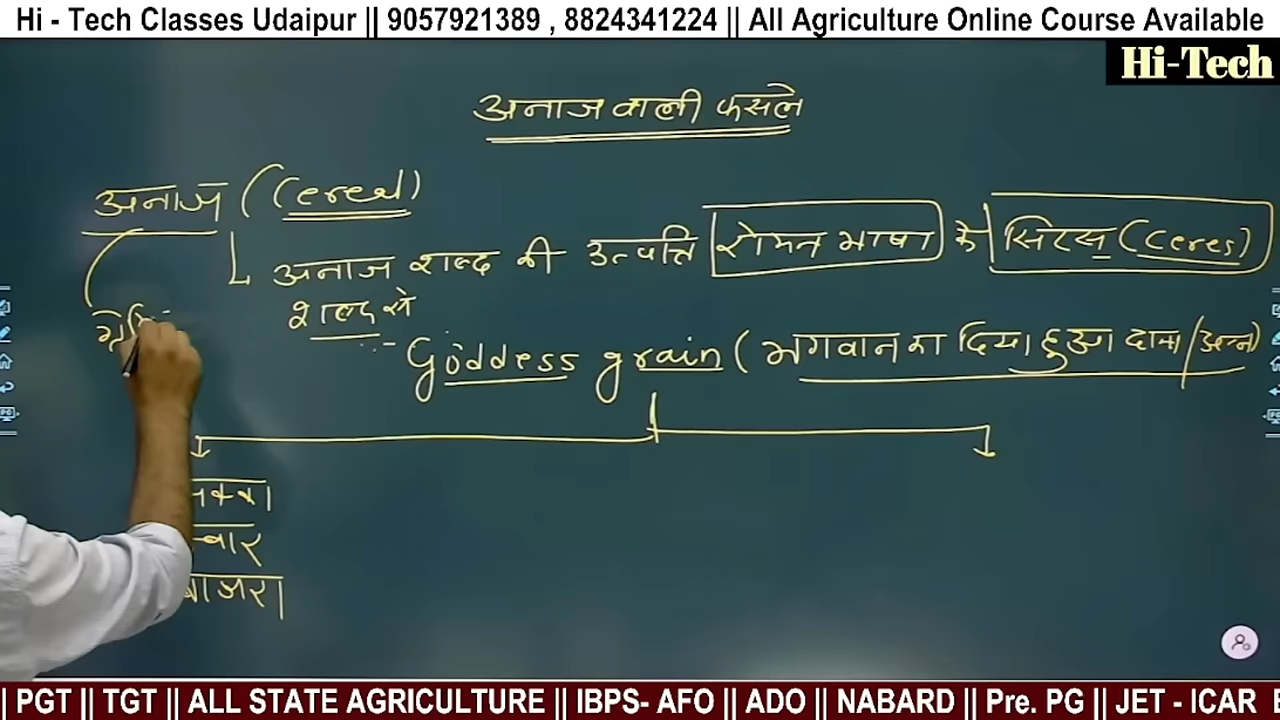 Hi - Tech Classes Udaipur || 9057921389 , 8824341224 || All Agriculture Online Course Available
Hi-Tech
अनाज वाली फसले
अनाज (Cereal)
अनाज शब्द की उत्पत्ति रोमन भाषा के सिरस (Ceres)
शब्द से
Goddess grain (भगवान का दिया हुआ दाना/अन्न)
बाजरा
| PGT || TGT || ALL STATE AGRICULTURE || IBPS- AFO || ADO || NABARD || Pre. PG || JET - ICAR